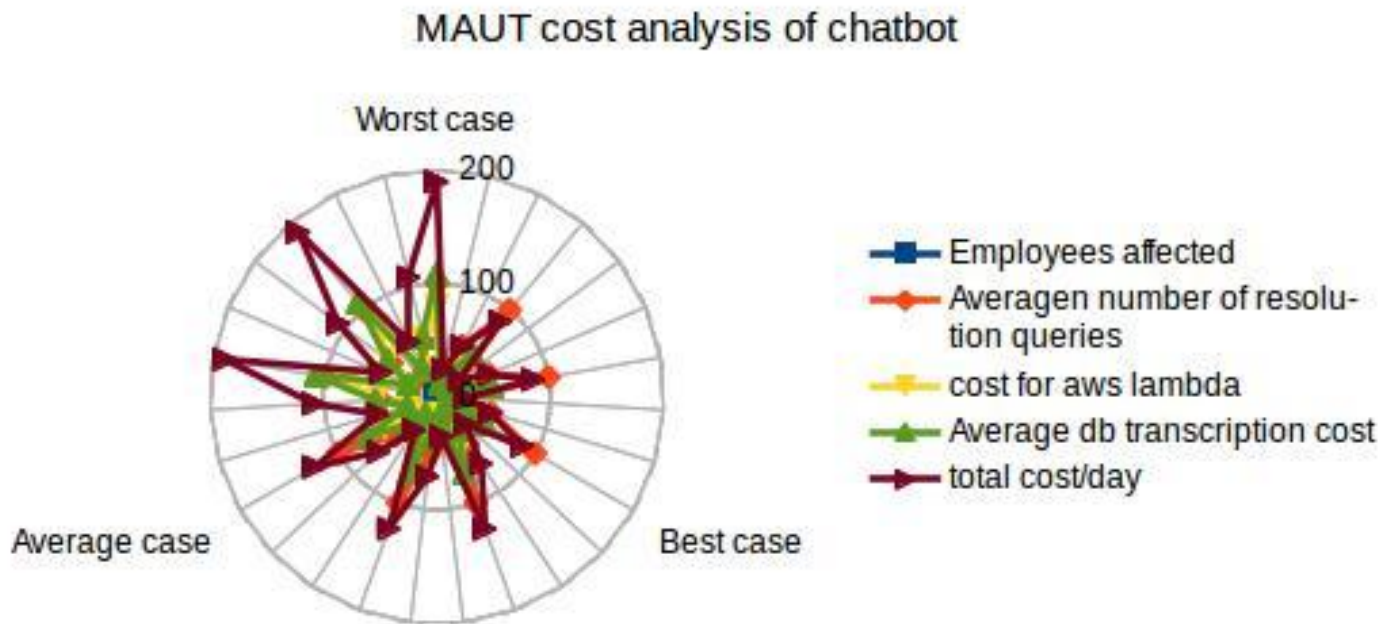 MAUT cost analysis of chatbot
Worst case
200
100
0
Employees affected
Averagen number of resolu-
tion queries
cost for aws lambda
Average db transcription cost
total cost/day
Average case
Best case